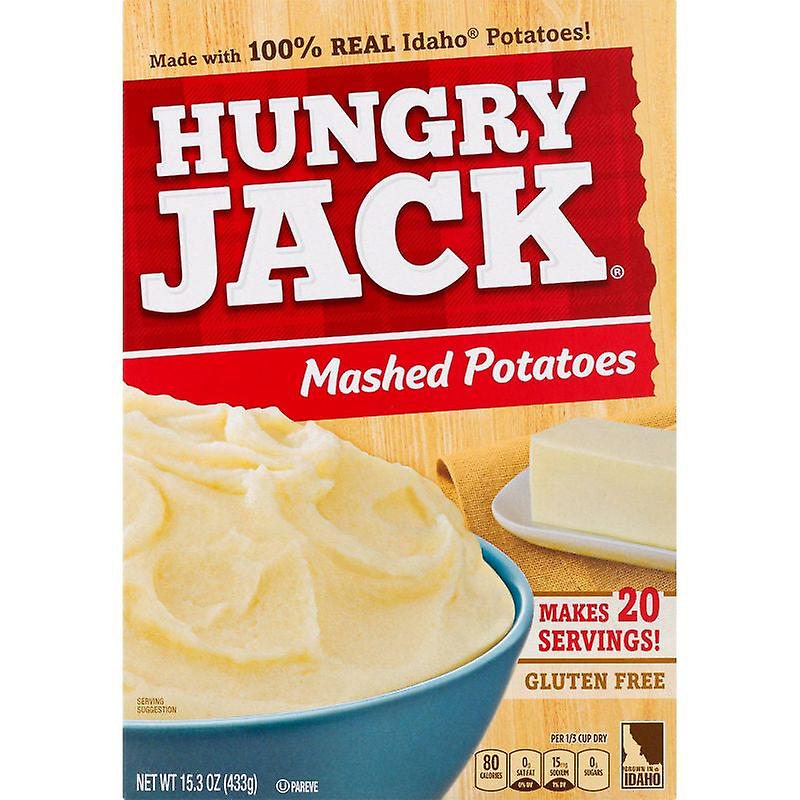 Made with 100% REAL Idaho® Potatoes!
HUNGRY
JACK®
Mashed Potatoes
MAKES 20
SERVINGS!
GLUTEN FREE
SERVING
SUGGESTION
PER 1/3 CUP DRY
80
CALORIES
0g
SAT FAT
0% DV
15mg
SODIUM
1% DV
0g
SUGARS
GROWN IN
IDAHO
NET WT 15.3 OZ (433g)
U PAREVE